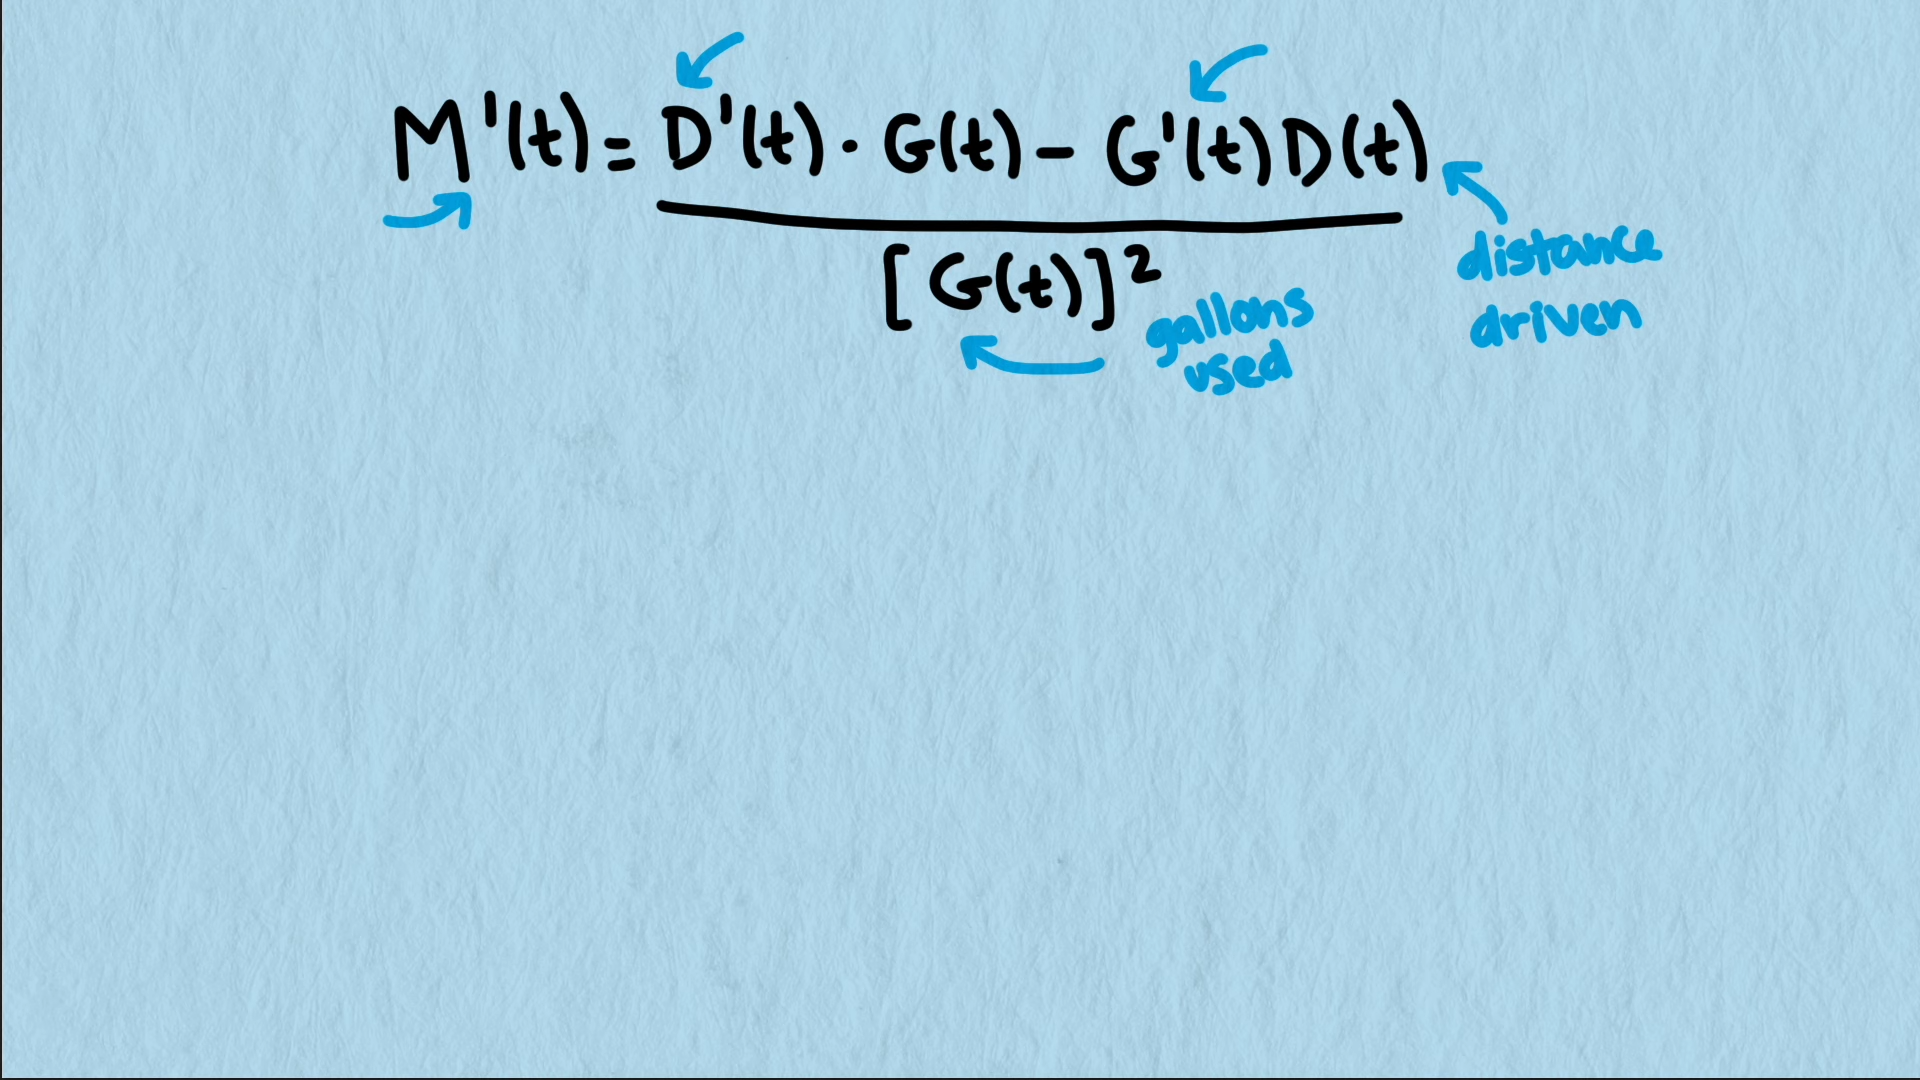 M'(t) = D'(t) · G(t) - G'(t) D(t)
[G(t)]²
distance
driven
gallons
used